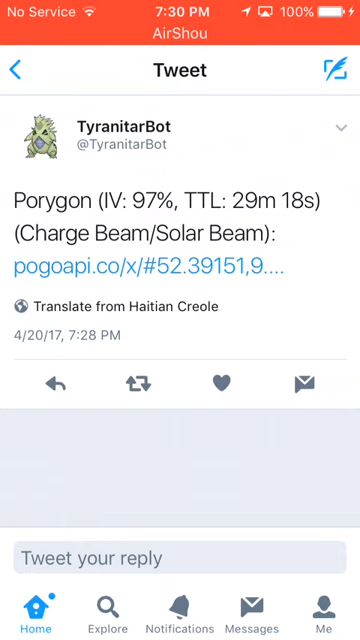 No Service 7:30 PM 100%
AirShou
Tweet
TyranitarBot
@TyranitarBot
Porygon (IV: 97%, TTL: 29m 18s)
(Charge Beam/Solar Beam):
pogoapi.co/x/#52.39151,9....
Translate from Haitian Creole
4/20/17, 7:28 PM
Tweet your reply
Home Explore Notifications Messages Me